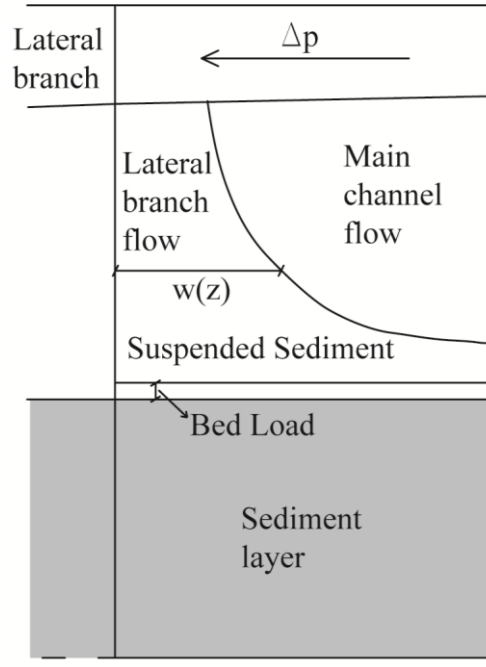 Lateral
branch
Δp
Lateral
branch
flow
Main
channel
flow
w(z)
Suspended Sediment
Bed Load
Sediment
layer